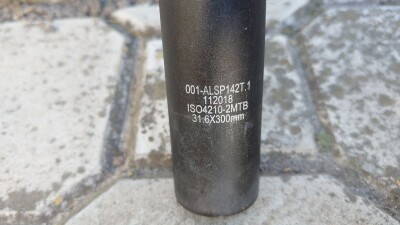 001-ALSP142T.1
112018
ISO4210-2MTB
31.6X300mm